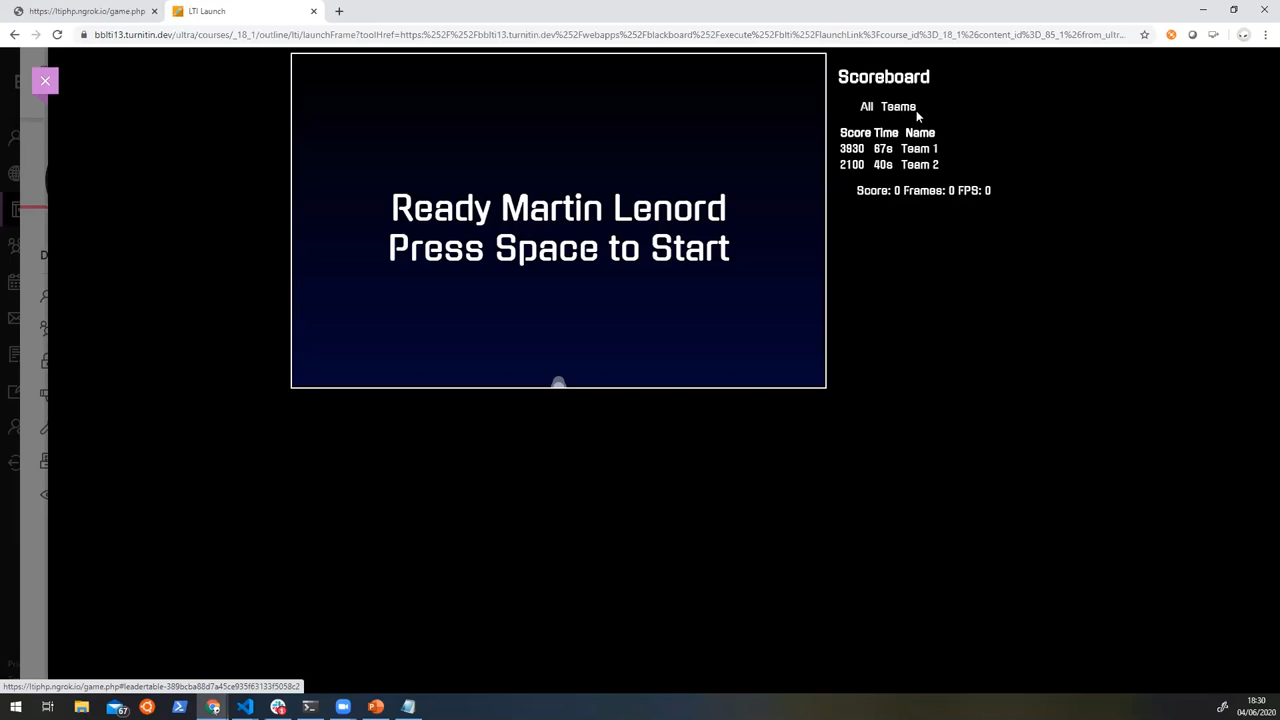 https://ltiphp.ngrok.io/game.php
LTI Launch
bblti13.turnitin.dev/ultra/courses/_18_1/outline/lti/launchFrame?toolHref=https:%252F%252Fbblti13.turnitin.dev%252Fwebapps%252Fblackboard%252Fexecute%252Fblti%252FlaunchLink%3Fcourse_id%3D_18_1%26content_id%3D_85_1%26from_ultr...
Scoreboard
All Teams
Score Time Name
3930 67s Team 1
2100 40s Team 2
Score: 0 Frames: 0 FPS: 0
Ready Martin Lenord
Press Space to Start
D
https://ltiphp.ngrok.io/game.php#leadertable-389bcba88d7a45ce935f63133f5058c2
67
18:30
04/06/2020